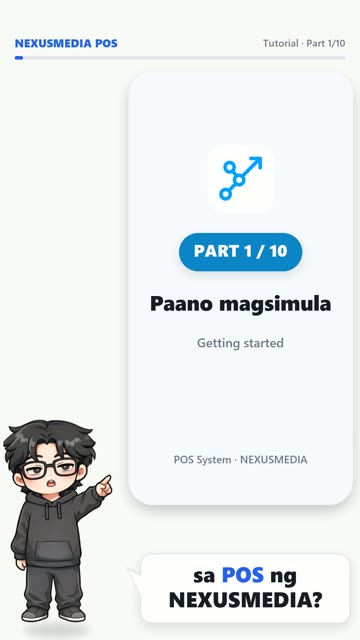 NEXUSMEDIA POS
Tutorial · Part 1/10
PART 1 / 10
Paano magsimula
Getting started
POS System · NEXUSMEDIA
sa POS ng
NEXUSMEDIA?